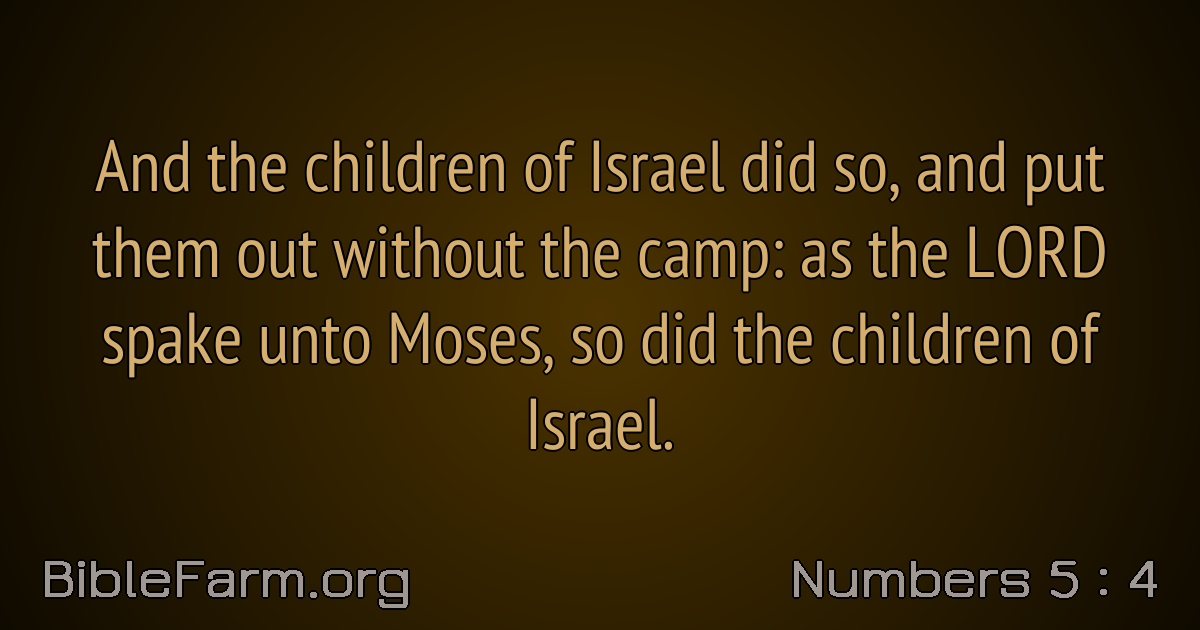 And the children of Israel did so, and put
them out without the camp: as the LORD
spake unto Moses, so did the children of
Israel.
BibleFarm.org
Numbers 5 : 4